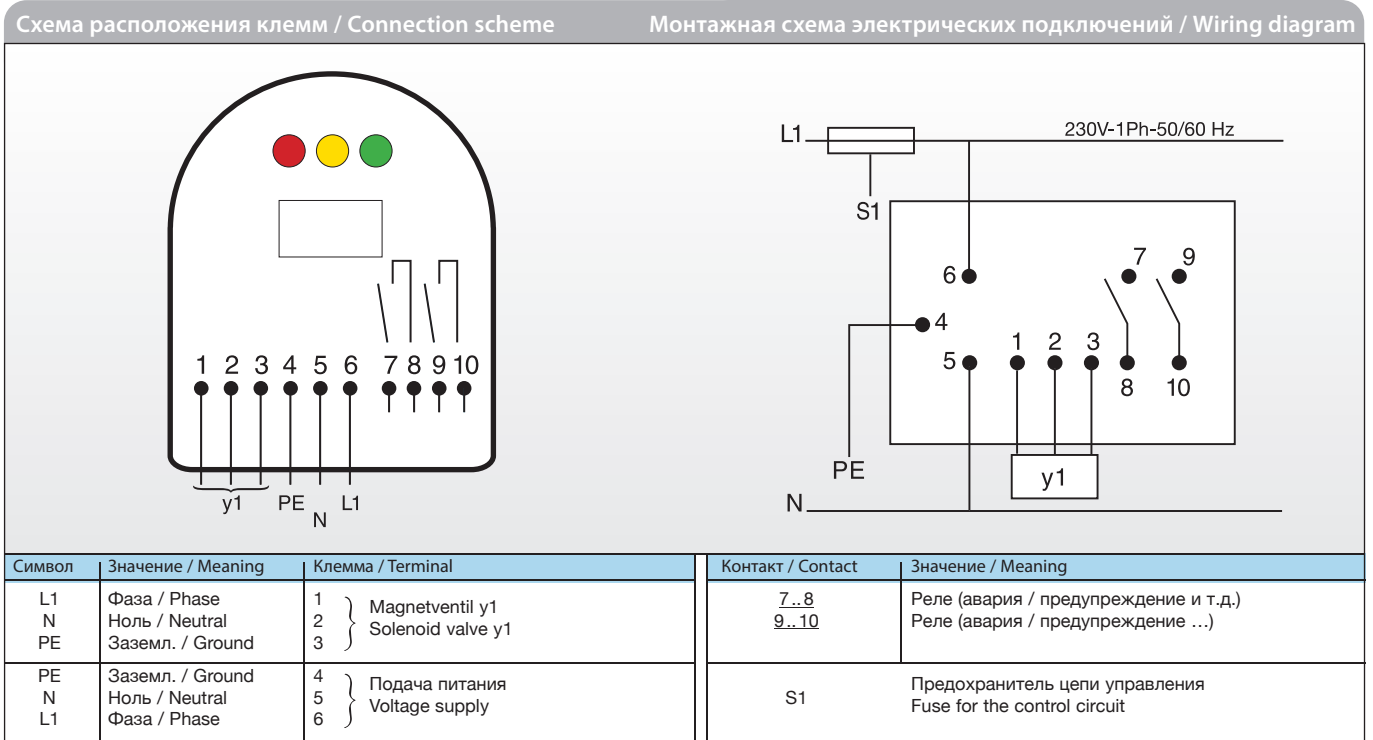 Схема расположения клемм / Connection scheme
Монтажная схема электрических подключений / Wiring diagram
1 2 3 4 5 6 7 8 9 10
y1 PE N L1
L1
230V-1Ph-50/60 Hz
S1
7 9
6
4
1 2 3
5
8 10
PE
y1
N
Символ Значение / Meaning Клемма / Terminal
L1 Фаза / Phase 1
N Ноль / Neutral 2
PE Заземл. / Ground 3
Magnetventil y1
Solenoid valve y1
PE Заземл. / Ground 4
N Ноль / Neutral 5
L1 Фаза / Phase 6
Подача питания
Voltage supply
Контакт / Contact Значение / Meaning
7..8 Реле (авария / предупреждение и т.д.)
9..10 Реле (авария / предупреждение ...)
S1
Предохранитель цепи управления
Fuse for the control circuit